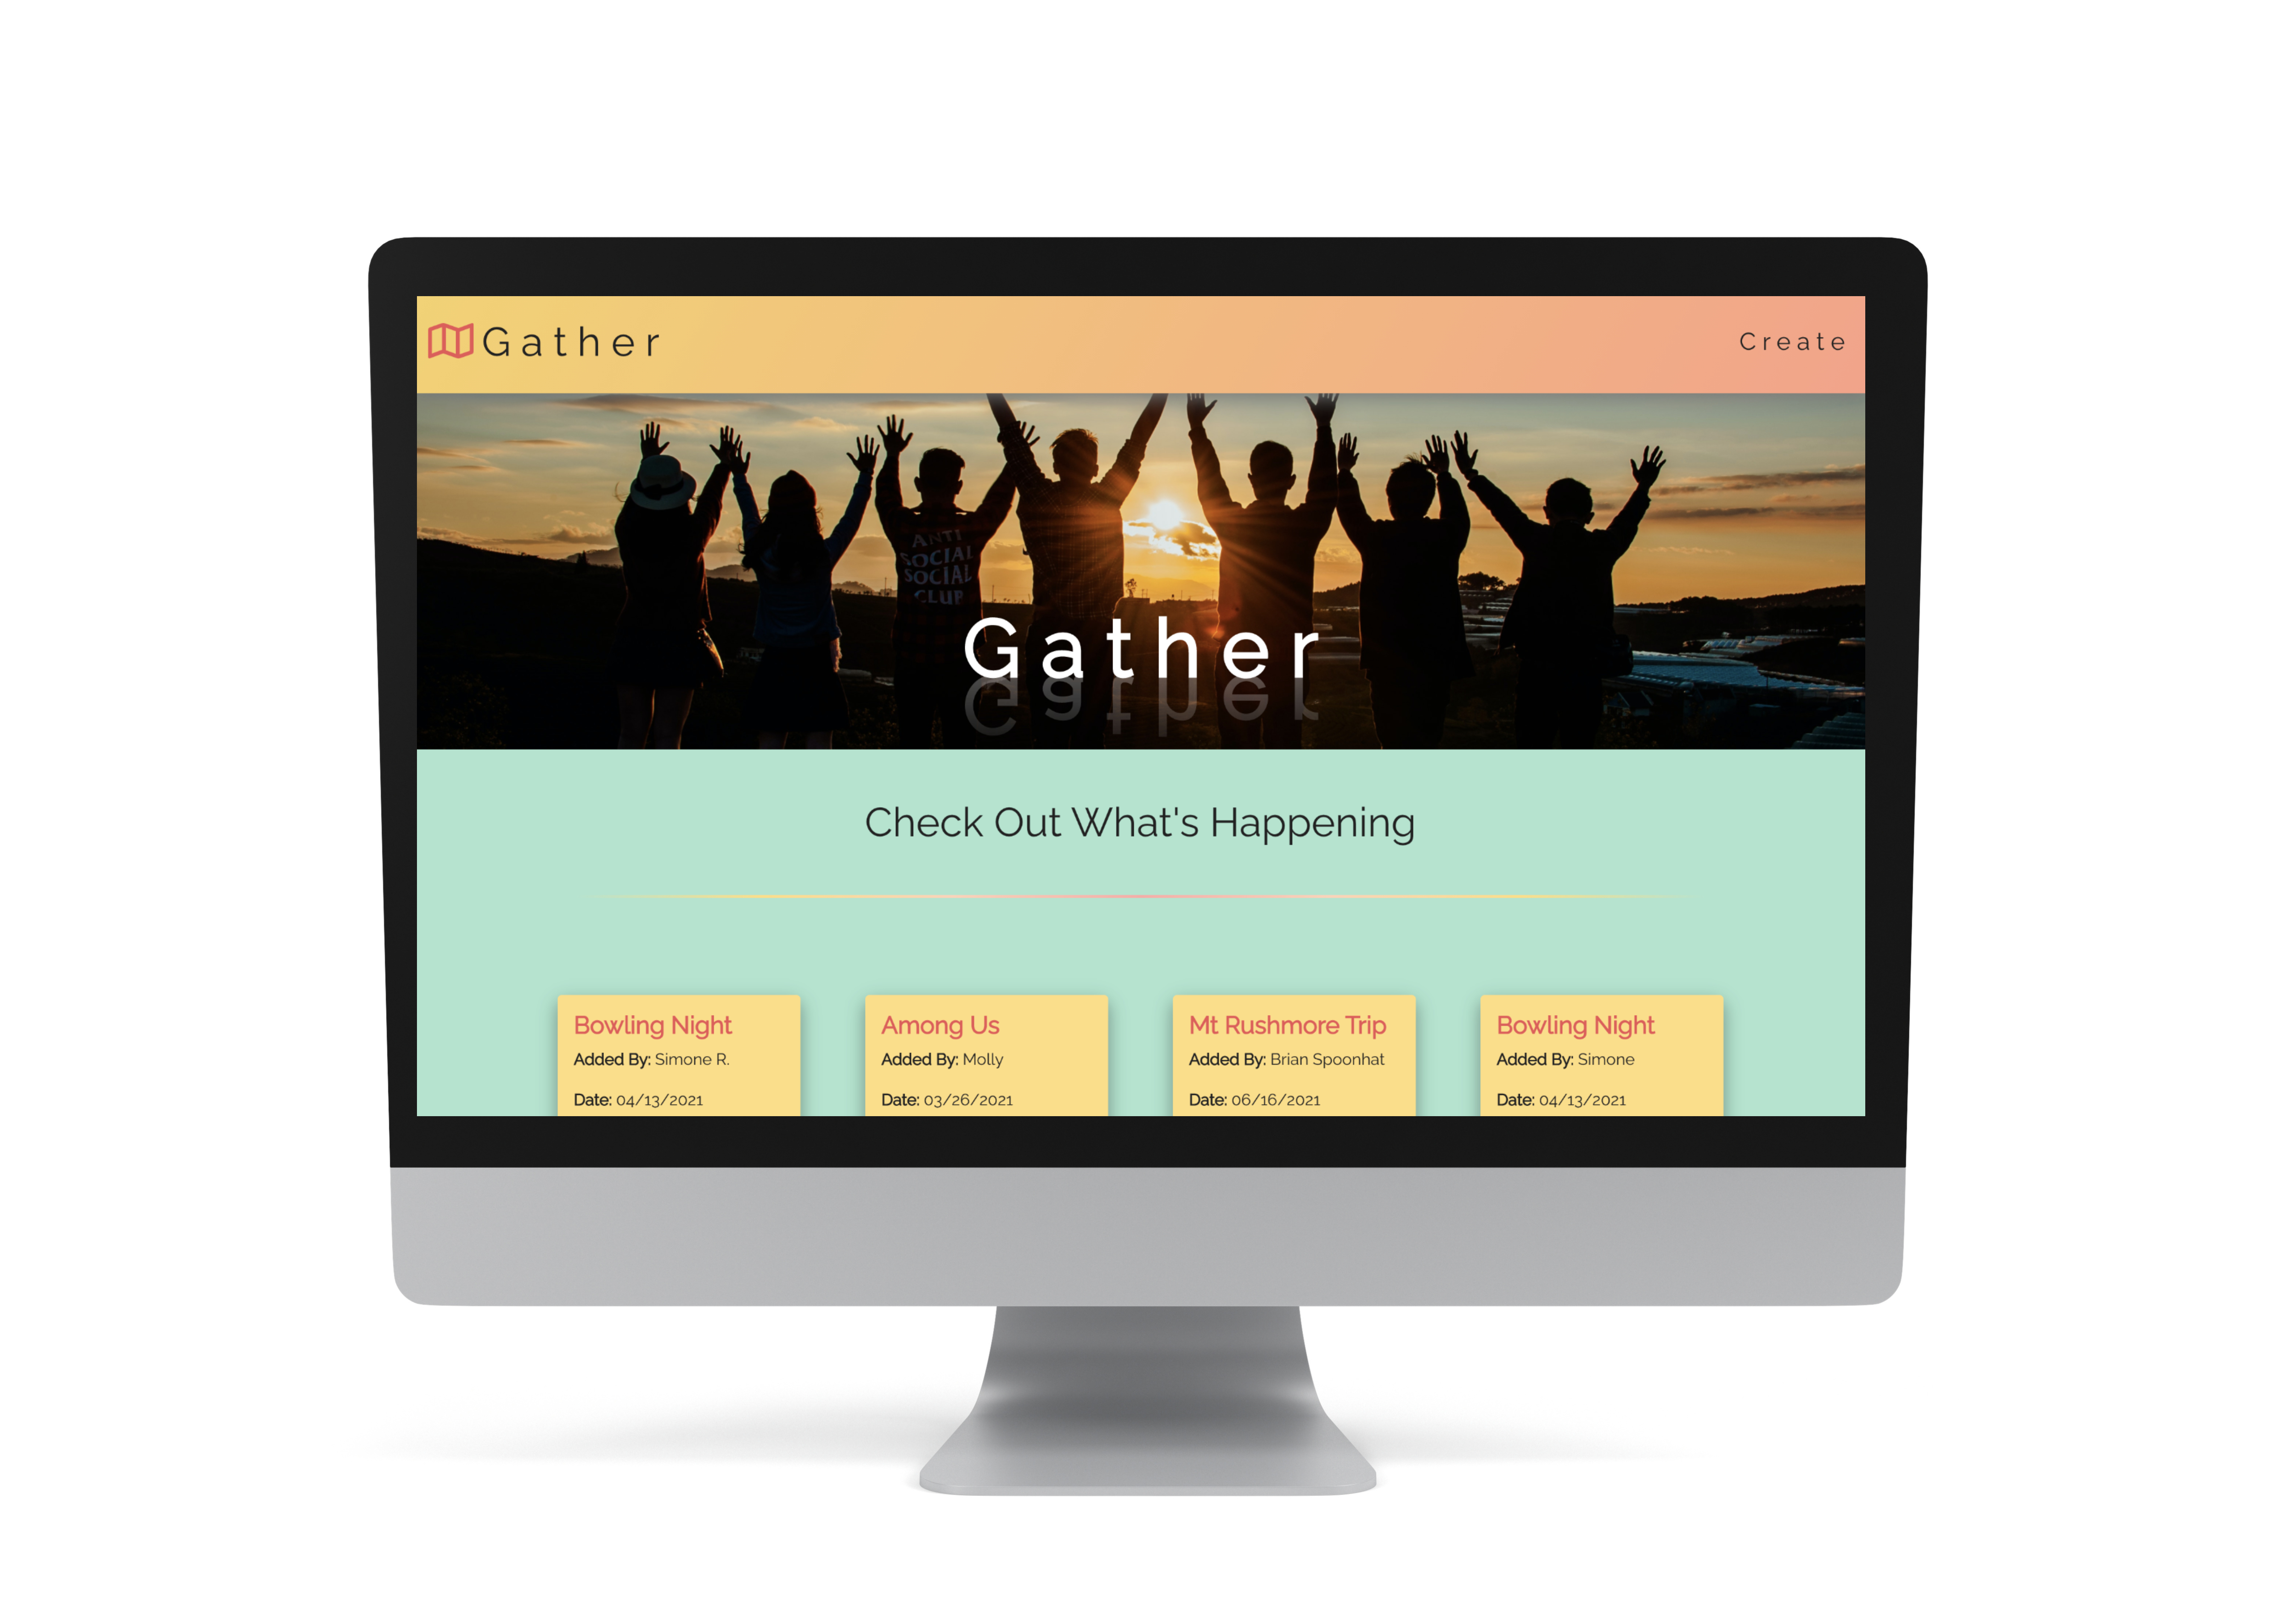 Gather
Create
ANTI
SOCIAL
SOCIAL
CLUB
Gather
Check Out What's Happening
Bowling Night
Added By: Simone R.
Date: 04/13/2021
Among Us
Added By: Molly
Date: 03/26/2021
Mt Rushmore Trip
Added By: Brian Spoonhat
Date: 06/16/2021
Bowling Night
Added By: Simone
Date: 04/13/2021